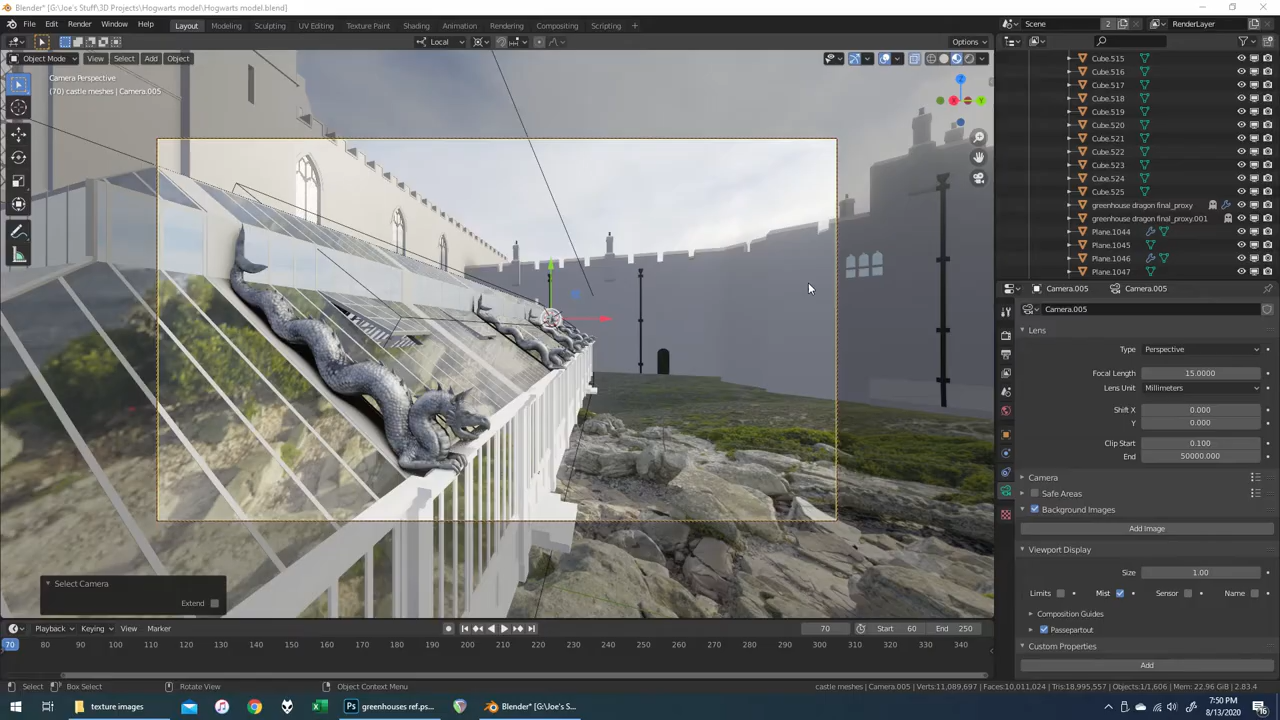 Blender* [G:\Joe's Stuff\3D Projects\Hogwarts model\Hogwarts model.blend]
File Edit Render Window Help Layout Modeling Sculpting UV Editing Texture Paint Shading Animation Rendering Compositing Scripting + Scene 2 RenderLayer
Local Options
Object Mode View Select Add Object
Camera Perspective
(70) castle meshes | Camera.005
Cube.515
Cube.516
Cube.517
Cube.518
Cube.519
Cube.520
Cube.521
Cube.522
Cube.523
Cube.524
Cube.525
greenhouse dragon final_proxy
greenhouse dragon final_proxy.001
Plane.1044
Plane.1045
Plane.1046
Plane.1047
Camera.005 Camera.005
Camera.005
Lens
Type Perspective
Focal Length 15.0000
Lens Unit Millimeters
Shift X 0.000
Y 0.000
Clip Start 0.100
End 50000.000
Camera
Safe Areas
Background Images
Add Image
Viewport Display
Size 1.00
Limits Mist Sensor Name
Composition Guides
Passepartout
Custom Properties
Add
Select Camera
Extend
Playback Keying View Marker 70 Start 60 End 250
70 80 90 100 110 120 130 140 150 160 170 180 190 200 210 220 230 240 250 260 270 280 290 300 310 320 330 340
Select Box Select Rotate View Object Context Menu castle meshes | Camera.005 | Verts:11,089,697 | Faces:10,011,024 | Tris:18,995,557 | Objects:1/1,606 | Mem: 22.96 GiB | 2.83.4
texture images greenhouses ref.ps... Blender* [G:\Joe's S... 7:50 PM
8/13/2020